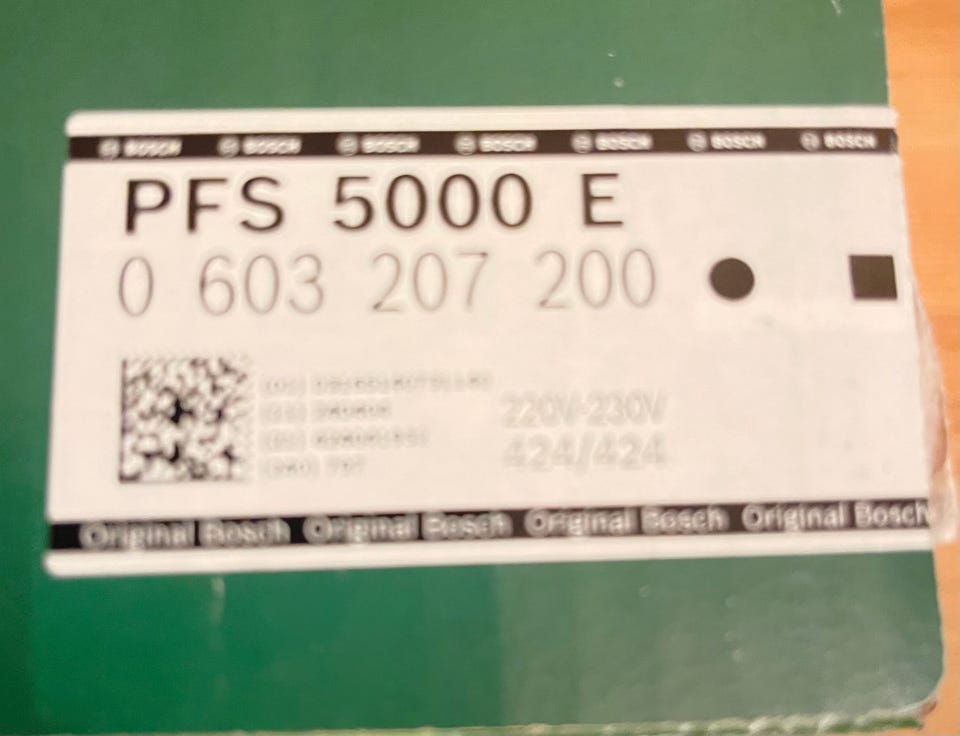 BOSCH BOSCH BOSCH BOSCH BOSCH BOSCH BOSCH
PFS 5000 E
0 603 207 200
220V-230V
424/424
Original Bosch Original Bosch Original Bosch Original Bosch